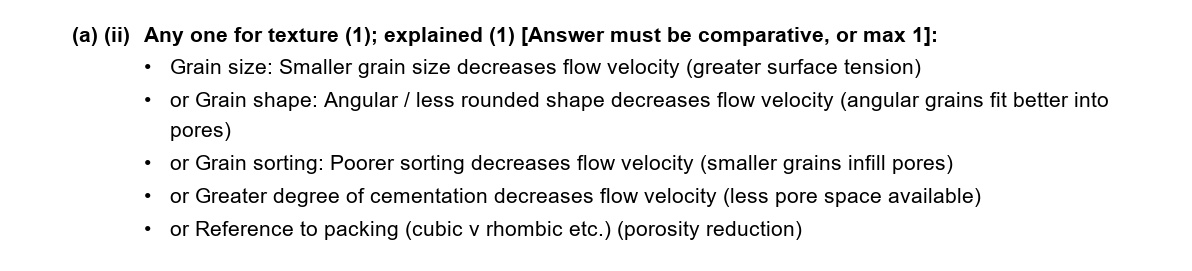 (a) (ii) Any one for texture (1); explained (1) [Answer must be comparative, or max 1]:
• Grain size: Smaller grain size decreases flow velocity (greater surface tension)
• or Grain shape: Angular / less rounded shape decreases flow velocity (angular grains fit better into
pores)
• or Grain sorting: Poorer sorting decreases flow velocity (smaller grains infill pores)
• or Greater degree of cementation decreases flow velocity (less pore space available)
• or Reference to packing (cubic v rhombic etc.) (porosity reduction)